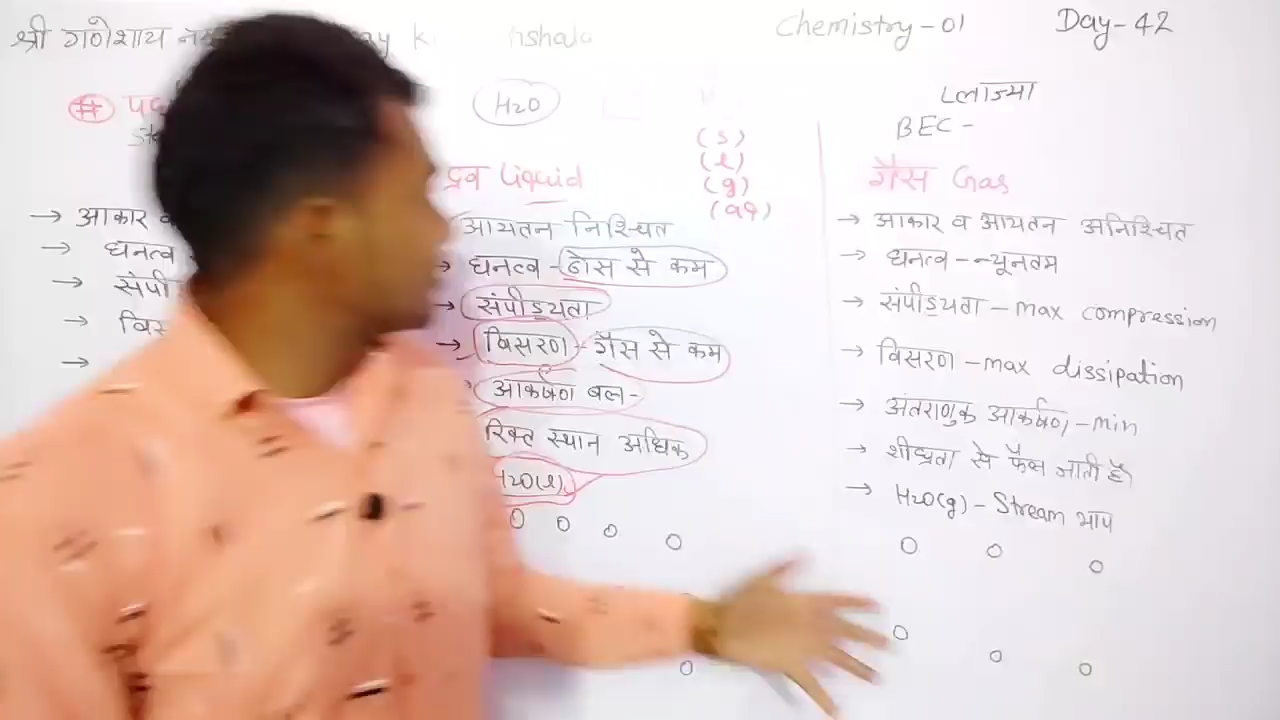 श्री गणेशाय
Chemistry-01
Day-42
#
H2O
(s)
(l)
(g)
(aq)
द्रव Liquid
आयतन निश्चित
घनत्व - ठोस से कम
संपीड्यता
विसरण - गैस से कम
आकर्षण बल-
रिक्त स्थान अधिक
H2O(l)
→ आकार व
→ घनत्व
→ संपी
→ विस
→
प्लाज्मा
BEC -
गैस Gas
→ आकार व आयतन अनिश्चित
→ घनत्व - न्यूनतम
→ संपीड्यता - max compression
→ विसरण - max dissipation
→ अंतराणुक आकर्षण - min
→ शीघ्रता से फैल जाती है
→ H2O(g) - Stream भाप